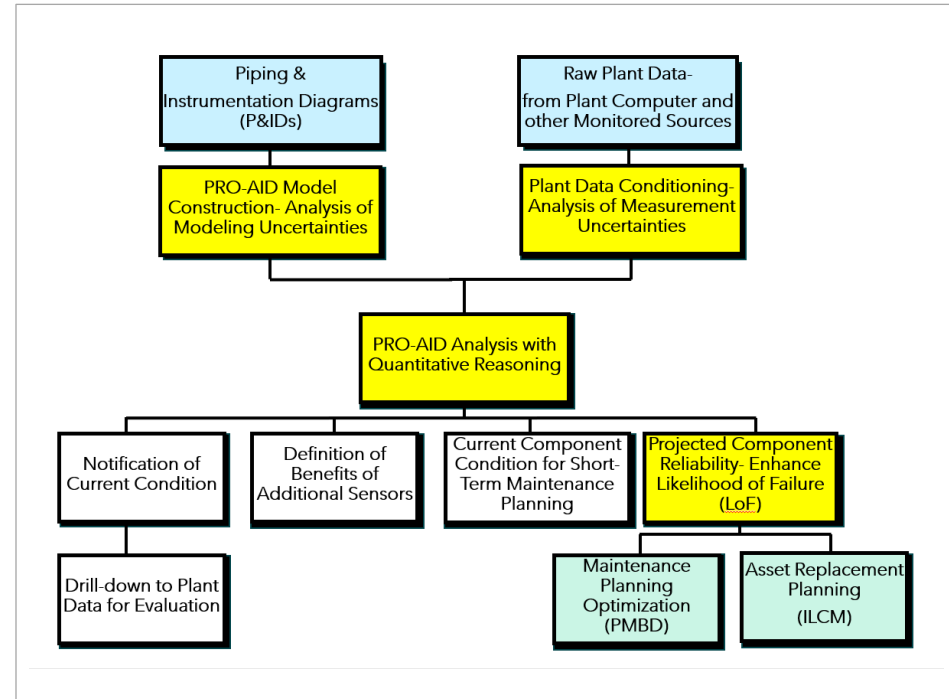 Piping &
Instrumentation Diagrams
(P&IDs)
Raw Plant Data-
from Plant Computer and
other Monitored Sources
PRO-AID Model
Construction- Analysis of
Modeling Uncertainties
Plant Data Conditioning-
Analysis of Measurement
Uncertainties
PRO-AID Analysis with
Quantitative Reasoning
Notification of
Current Condition
Definition of
Benefits of
Additional Sensors
Current Component
Condition for Short-
Term Maintenance
Planning
Projected Component
Reliability- Enhance
Likelihood of Failure
(LoF)
Drill-down to Plant
Data for Evaluation
Maintenance
Planning
Optimization
(PMBD)
Asset Replacement
Planning
(ILCM)